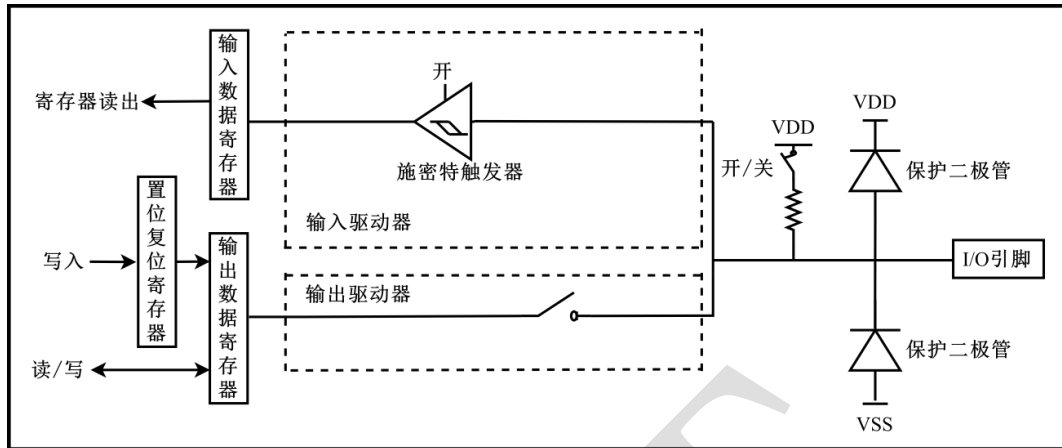 输入数据寄存器
寄存器读出
开
施密特触发器
输入驱动器
VDD
开/关
VDD
保护二极管
置位复位寄存器
写入
输出数据寄存器
输出驱动器
I/O引脚
读/写
保护二极管
VSS